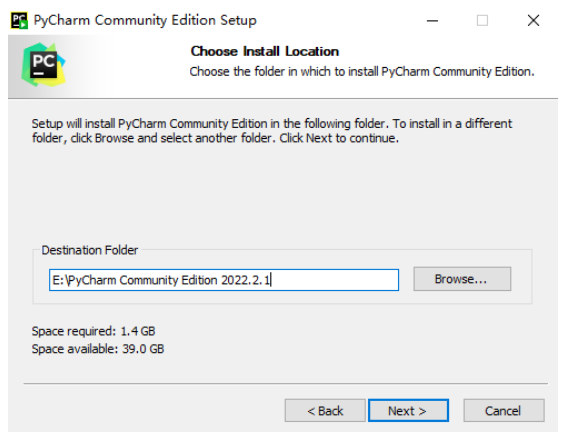 PyCharm Community Edition Setup
PC
Choose Install Location
Choose the folder in which to install PyCharm Community Edition.
Setup will install PyCharm Community Edition in the following folder. To install in a different
folder, click Browse and select another folder. Click Next to continue.
Destination Folder
E:\PyCharm Community Edition 2022.2.1
Browse...
Space required: 1.4 GB
Space available: 39.0 GB
< Back
Next >
Cancel